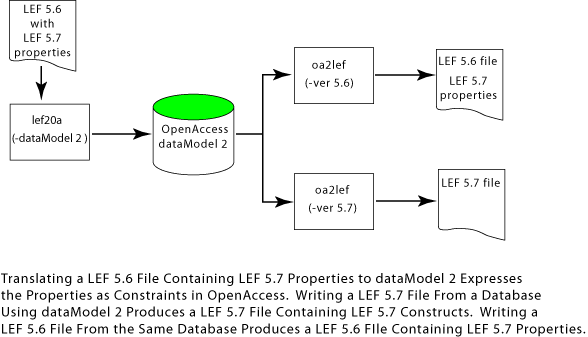 LEF 5.6
with
LEF 5.7
properties
lef20a
(-dataModel 2)
OpenAccess
dataModel 2
oa2lef
(-ver 5.6)
LEF 5.6 file
LEF 5.7
properties
oa2lef
(-ver 5.7)
LEF 5.7 file
Translating a LEF 5.6 File Containing LEF 5.7 Properties to dataModel 2 Expresses
the Properties as Constraints in OpenAccess. Writing a LEF 5.7 File From a Database
Using dataModel 2 Produces a LEF 5.7 File Containing LEF 5.7 Constructs. Writing a
LEF 5.6 File From the Same Database Produces a LEF 5.6 FIle Containing LEF 5.7 Properties.